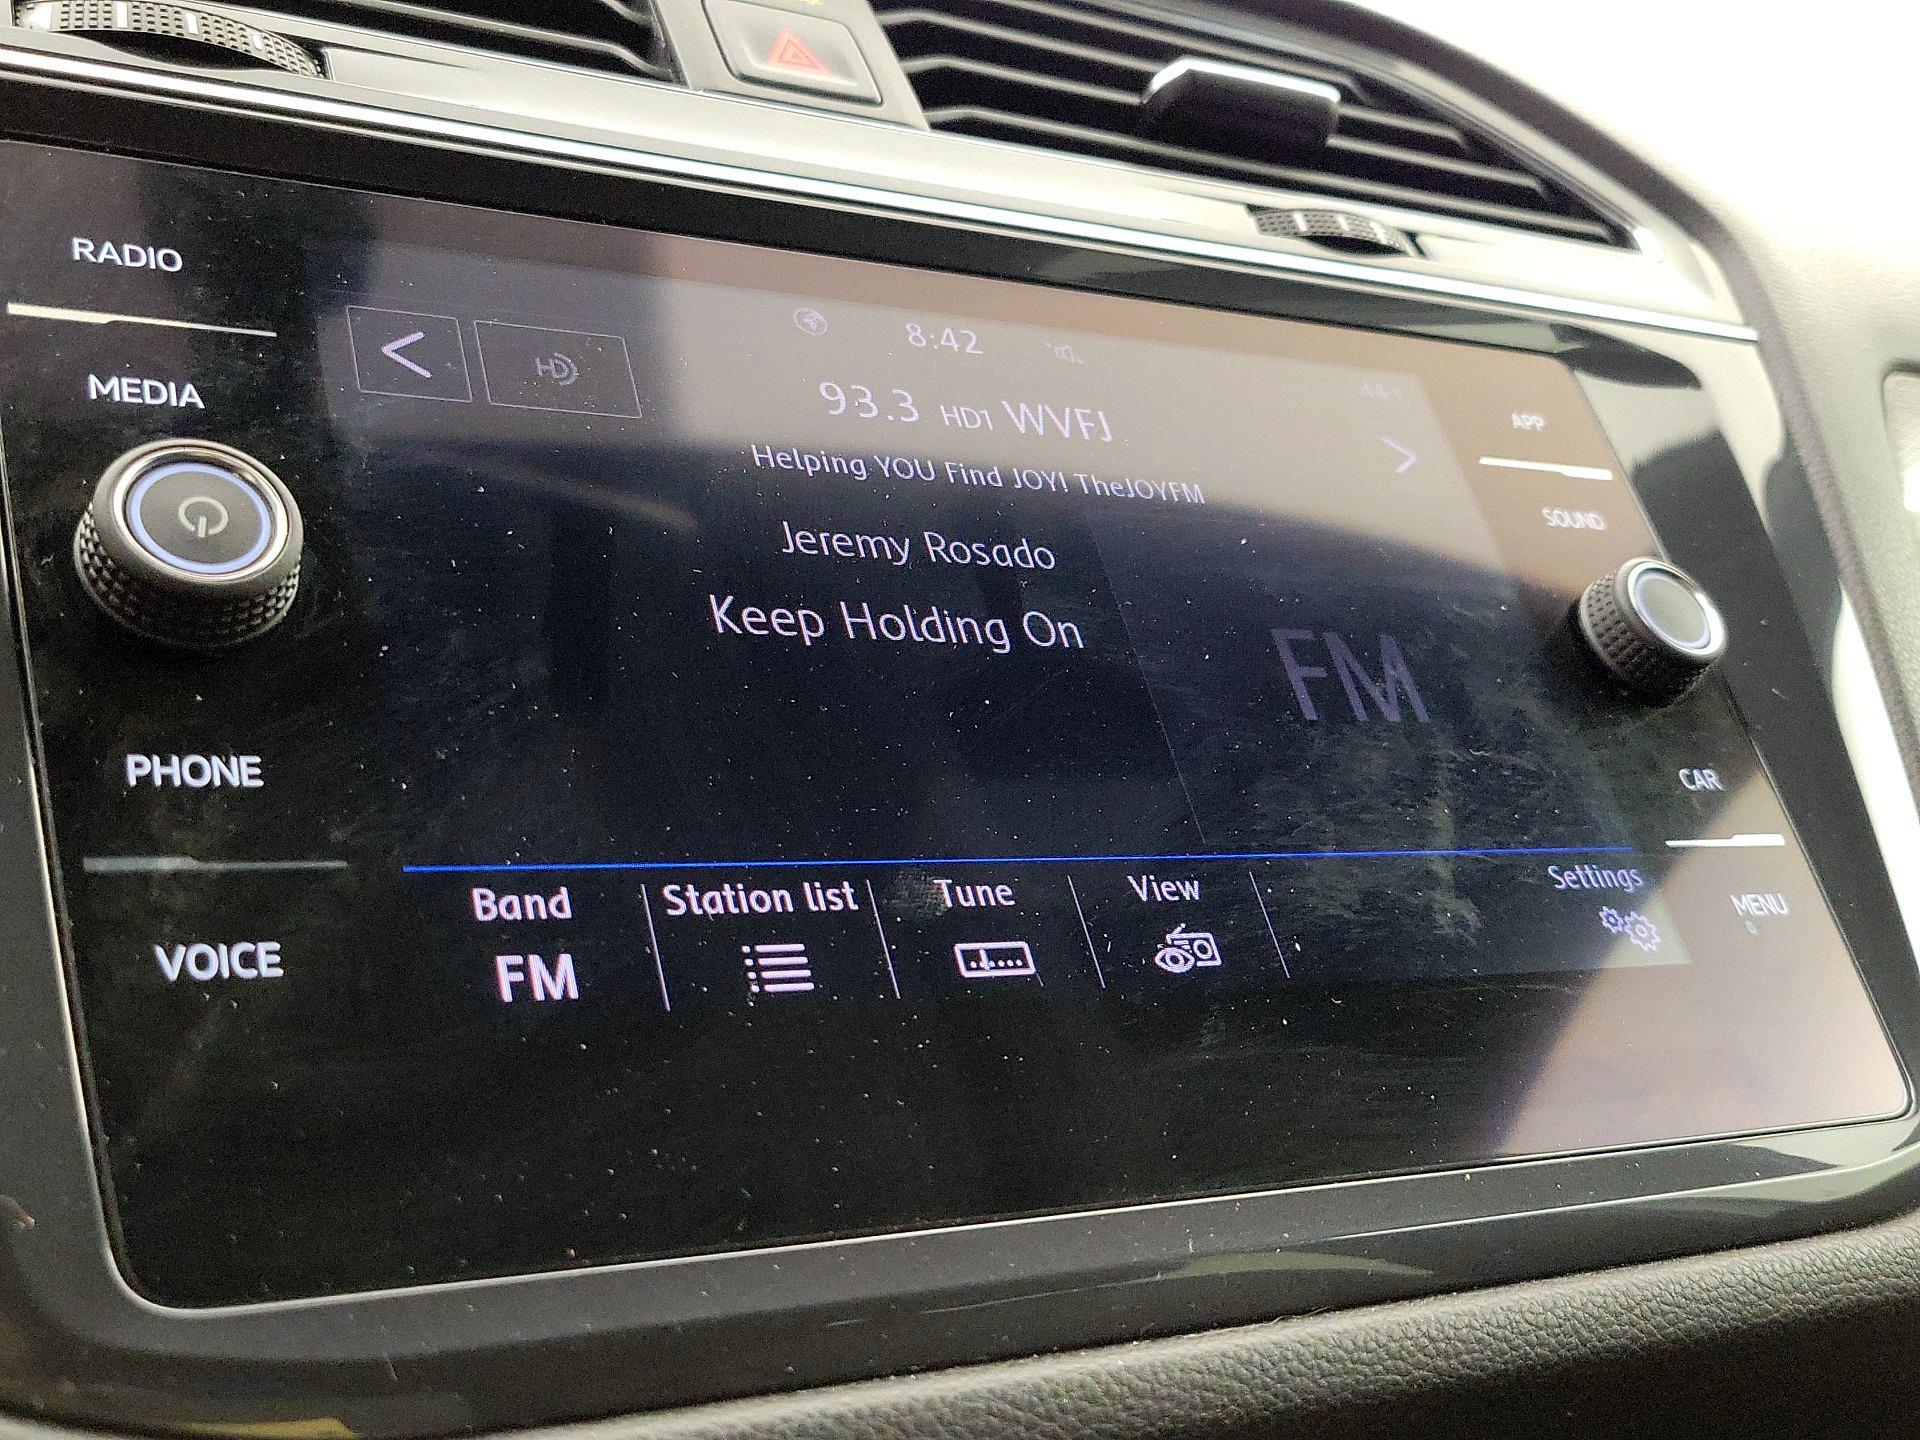 RADIO
MEDIA
PHONE
VOICE
HD
8:42
93.3 HD1 WVFJ
Helping YOU Find JOY! TheJOYFM
Jeremy Rosado
Keep Holding On
FM
Band
FM
Station list
Tune
View
Settings
APP
SOUND
CAR
MENU